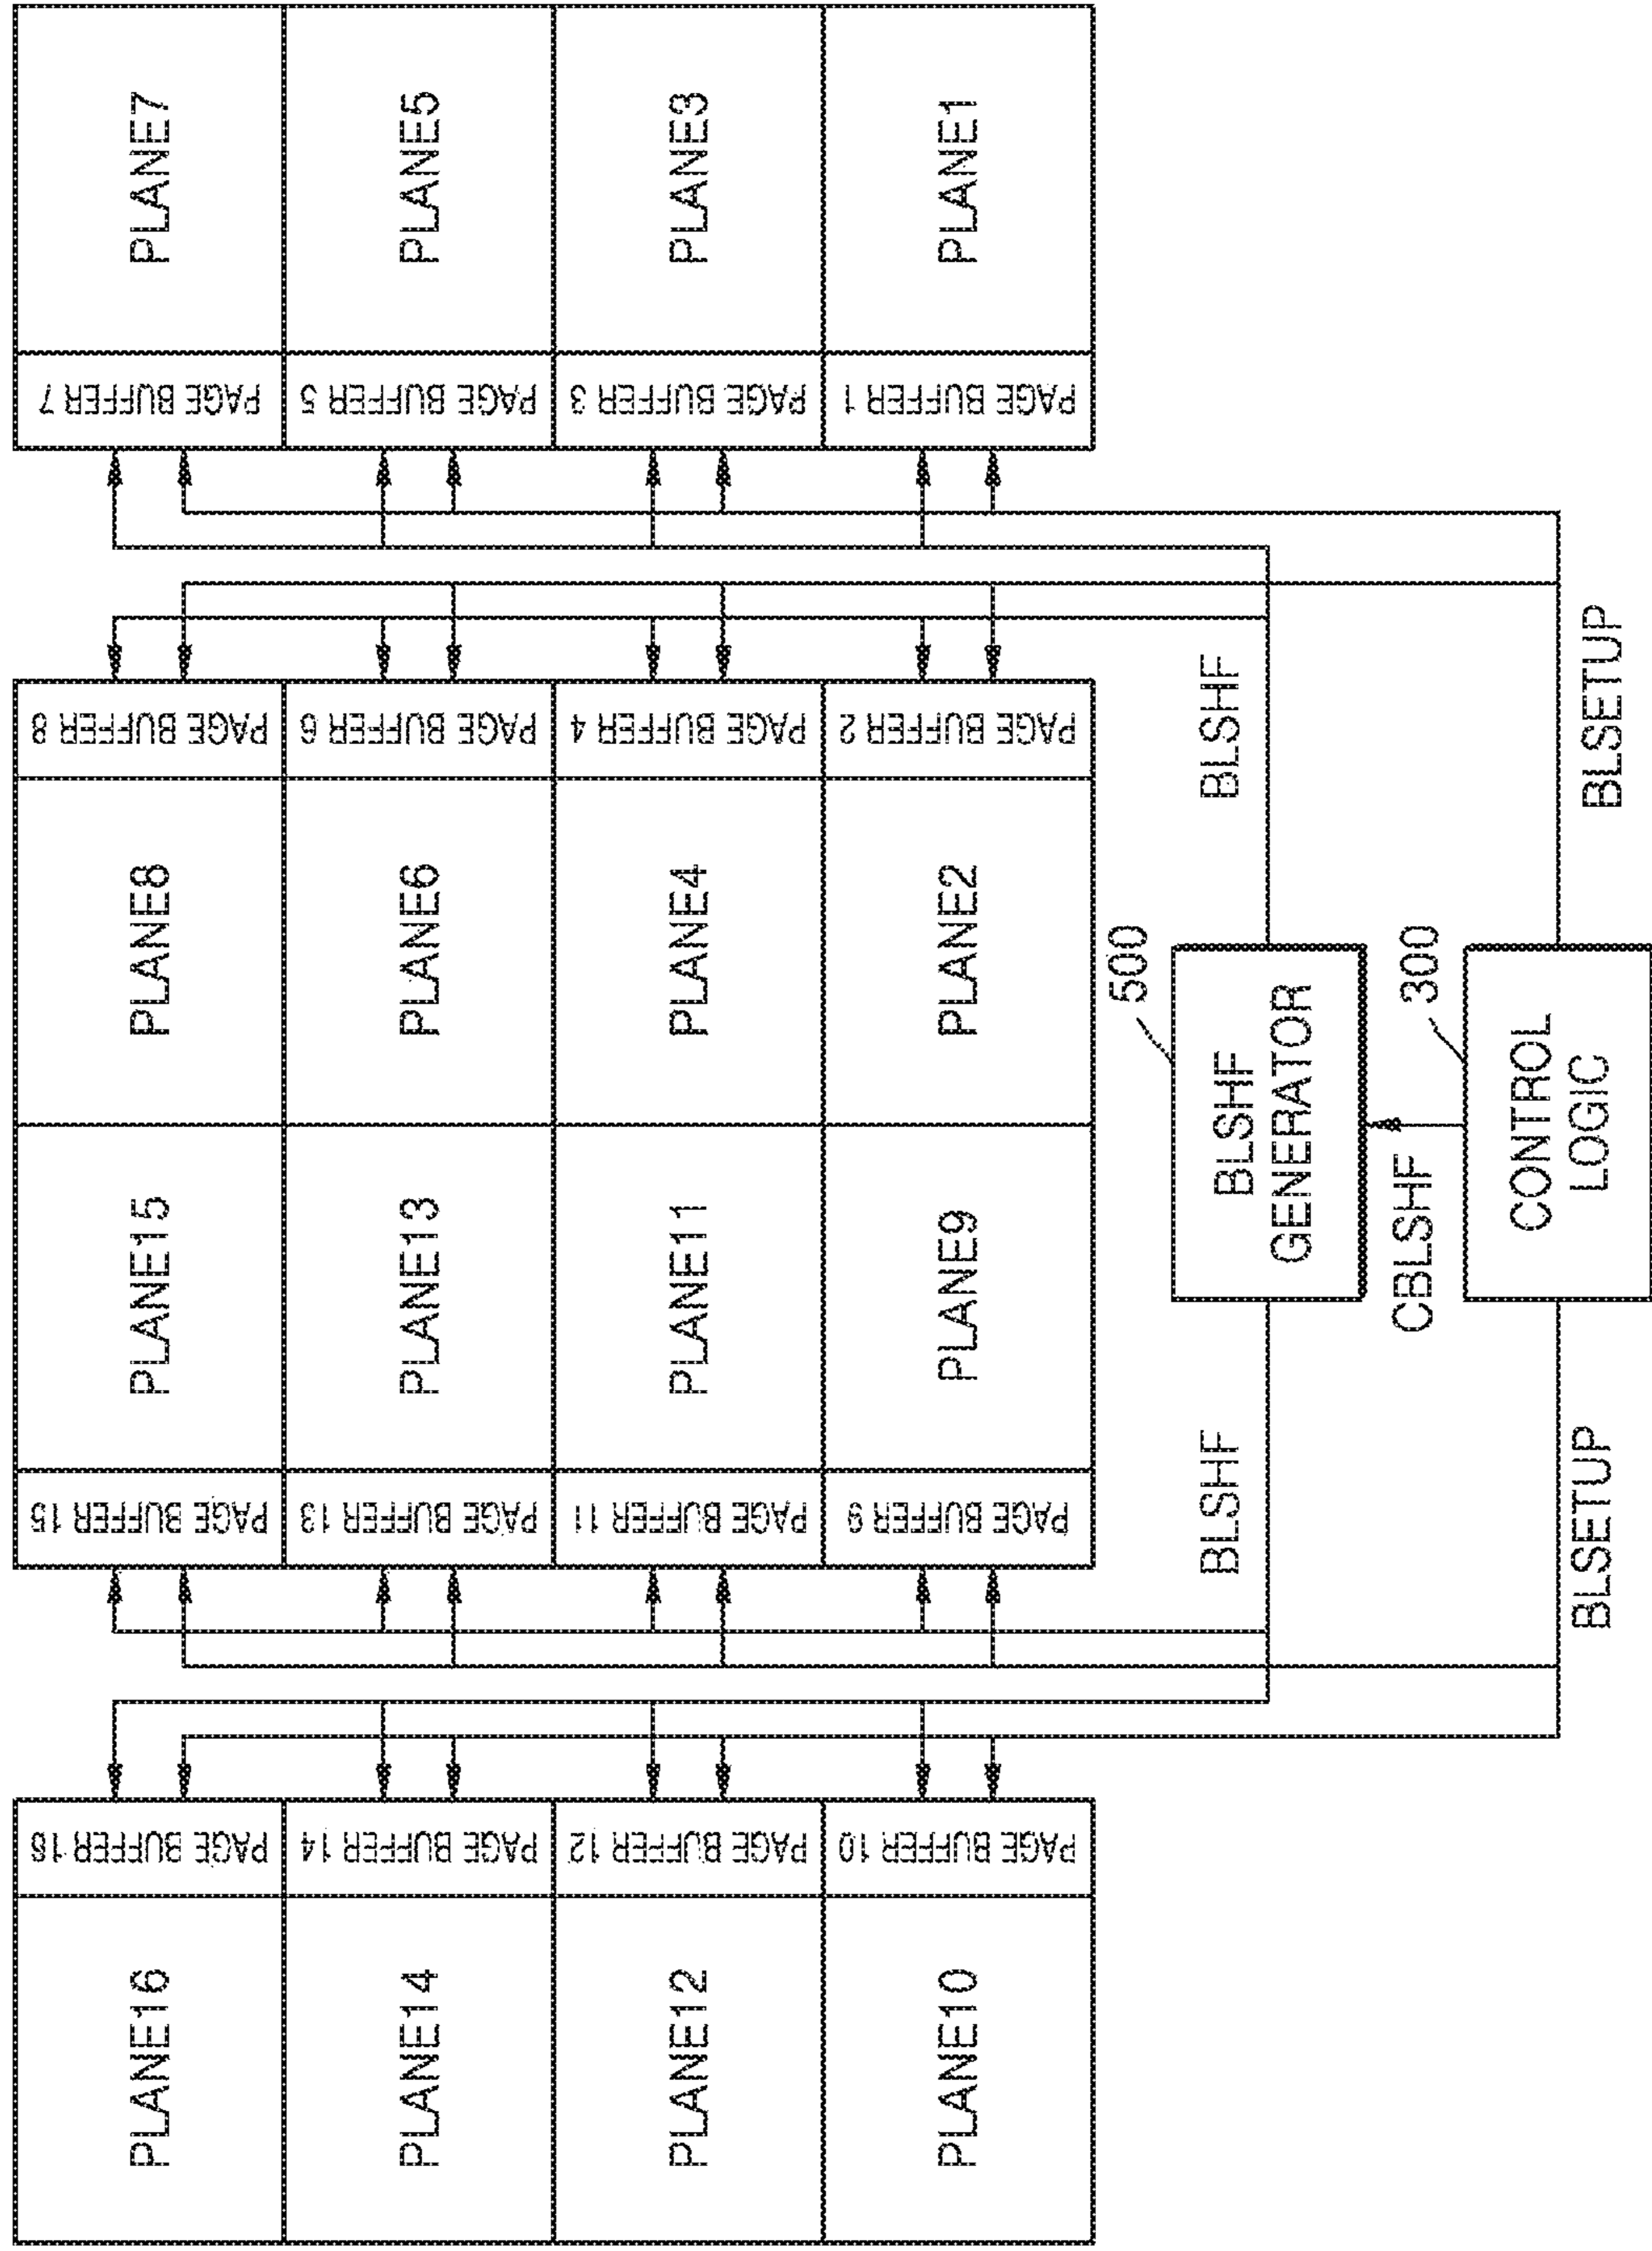 PLANE10
PLANE12
PLANE14
PLANE16
PAGE BUFFER 10
PAGE BUFFER 12
PAGE BUFFER 14
PAGE BUFFER 16
PAGE BUFFER 9
PAGE BUFFER 11
PAGE BUFFER 13
PAGE BUFFER 15
BLSETUP
BLSHF
PLANE9
PLANE11
PLANE13
PLANE15
CBLSHF
CONTROL
LOGIC
300
BLSHF
GENERATOR
500
PLANE2
PLANE4
PLANE6
PLANE8
BLSETUP
BLSHF
PAGE BUFFER 2
PAGE BUFFER 4
PAGE BUFFER 6
PAGE BUFFER 8
PAGE BUFFER 1
PAGE BUFFER 3
PAGE BUFFER 5
PAGE BUFFER 7
PLANE1
PLANE3
PLANE5
PLANE7